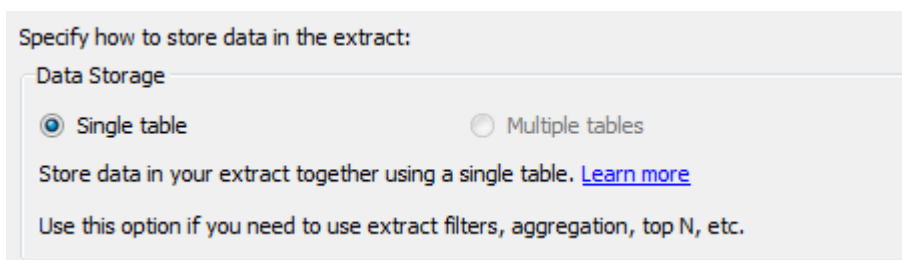 Specify how to store data in the extract:
Data Storage
Single table Multiple tables
Store data in your extract together using a single table. Learn more
Use this option if you need to use extract filters, aggregation, top N, etc.